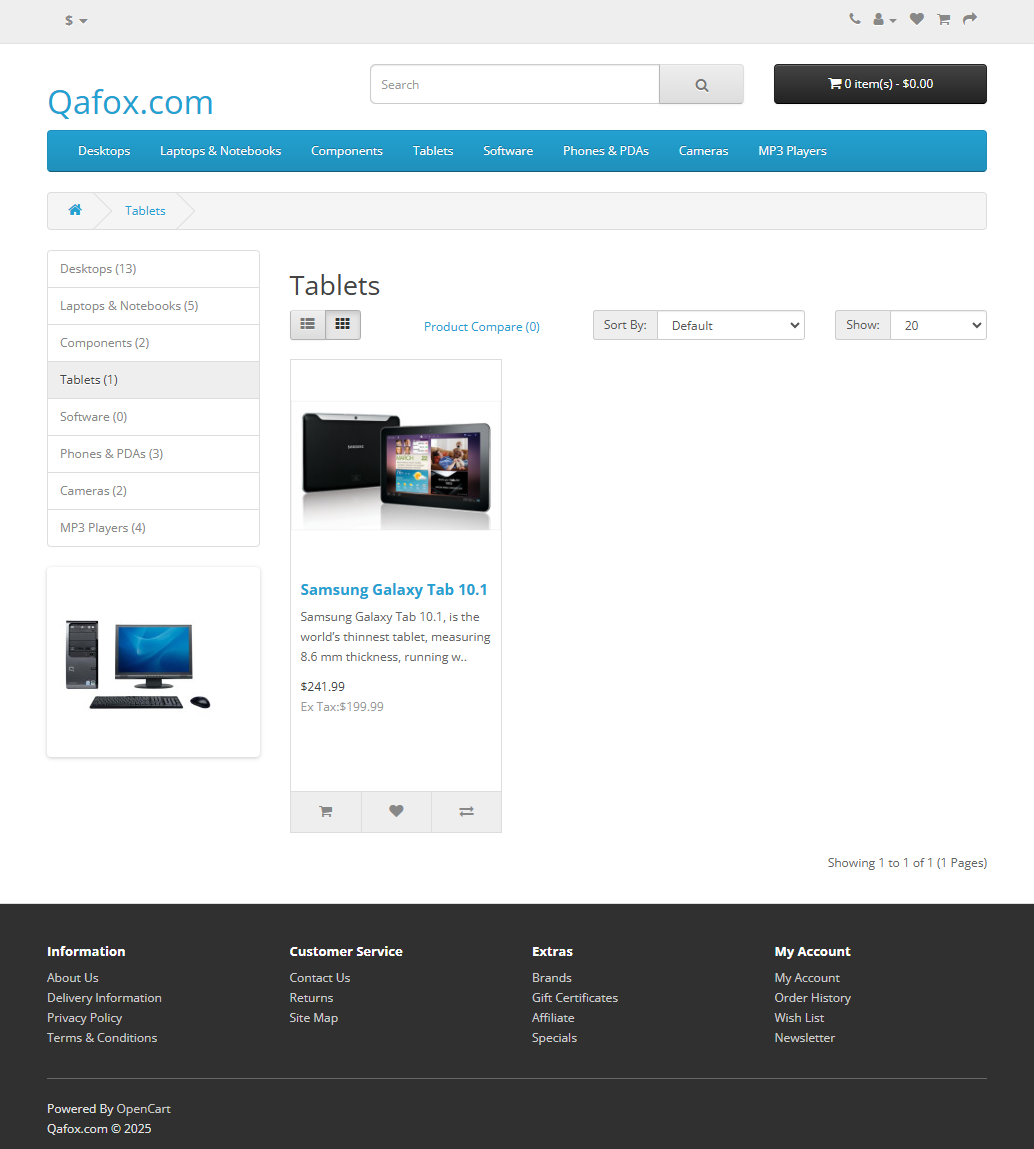 $
Search
0 item(s) - $0.00
Qafox.com
Desktops Laptops & Notebooks Components Tablets Software Phones & PDAs Cameras MP3 Players
Tablets
Desktops (13)
Laptops & Notebooks (5)
Components (2)
Tablets (1)
Software (0)
Phones & PDAs (3)
Cameras (2)
MP3 Players (4)
Tablets
Product Compare (0) Sort By: Default Show: 20
Samsung Galaxy Tab 10.1
Samsung Galaxy Tab 10.1, is the
world’s thinnest tablet, measuring
8.6 mm thickness, running w..
$241.99
Ex Tax:$199.99
Showing 1 to 1 of 1 (1 Pages)
Information
About Us
Delivery Information
Privacy Policy
Terms & Conditions
Customer Service
Contact Us
Returns
Site Map
Extras
Brands
Gift Certificates
Affiliate
Specials
My Account
My Account
Order History
Wish List
Newsletter
Powered By OpenCart
Qafox.com © 2025